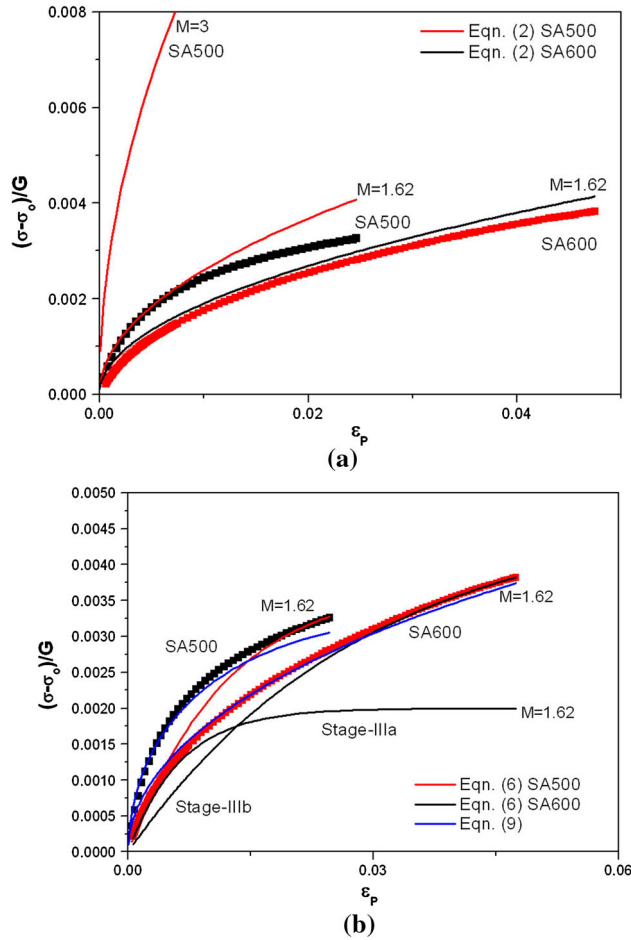 0.008
M=3
SA500
Eqn. (2) SA500
Eqn. (2) SA600
0.006
(σ-σo)/G
0.004
M=1.62
M=1.62
SA500
SA600
0.002
0.000
0.00 0.02 0.04
εP
(a)
0.0050
0.0045
0.0040
0.0035
M=1.62
M=1.62
0.0030
SA500
SA600
(σ-σo)/G
0.0025
0.0020
M=1.62
Stage-IIIa
0.0015
0.0010
Stage-IIIb
Eqn. (6) SA500
Eqn. (6) SA600
0.0005
Eqn. (9)
0.0000
0.00 0.03 0.06
εP
(b)